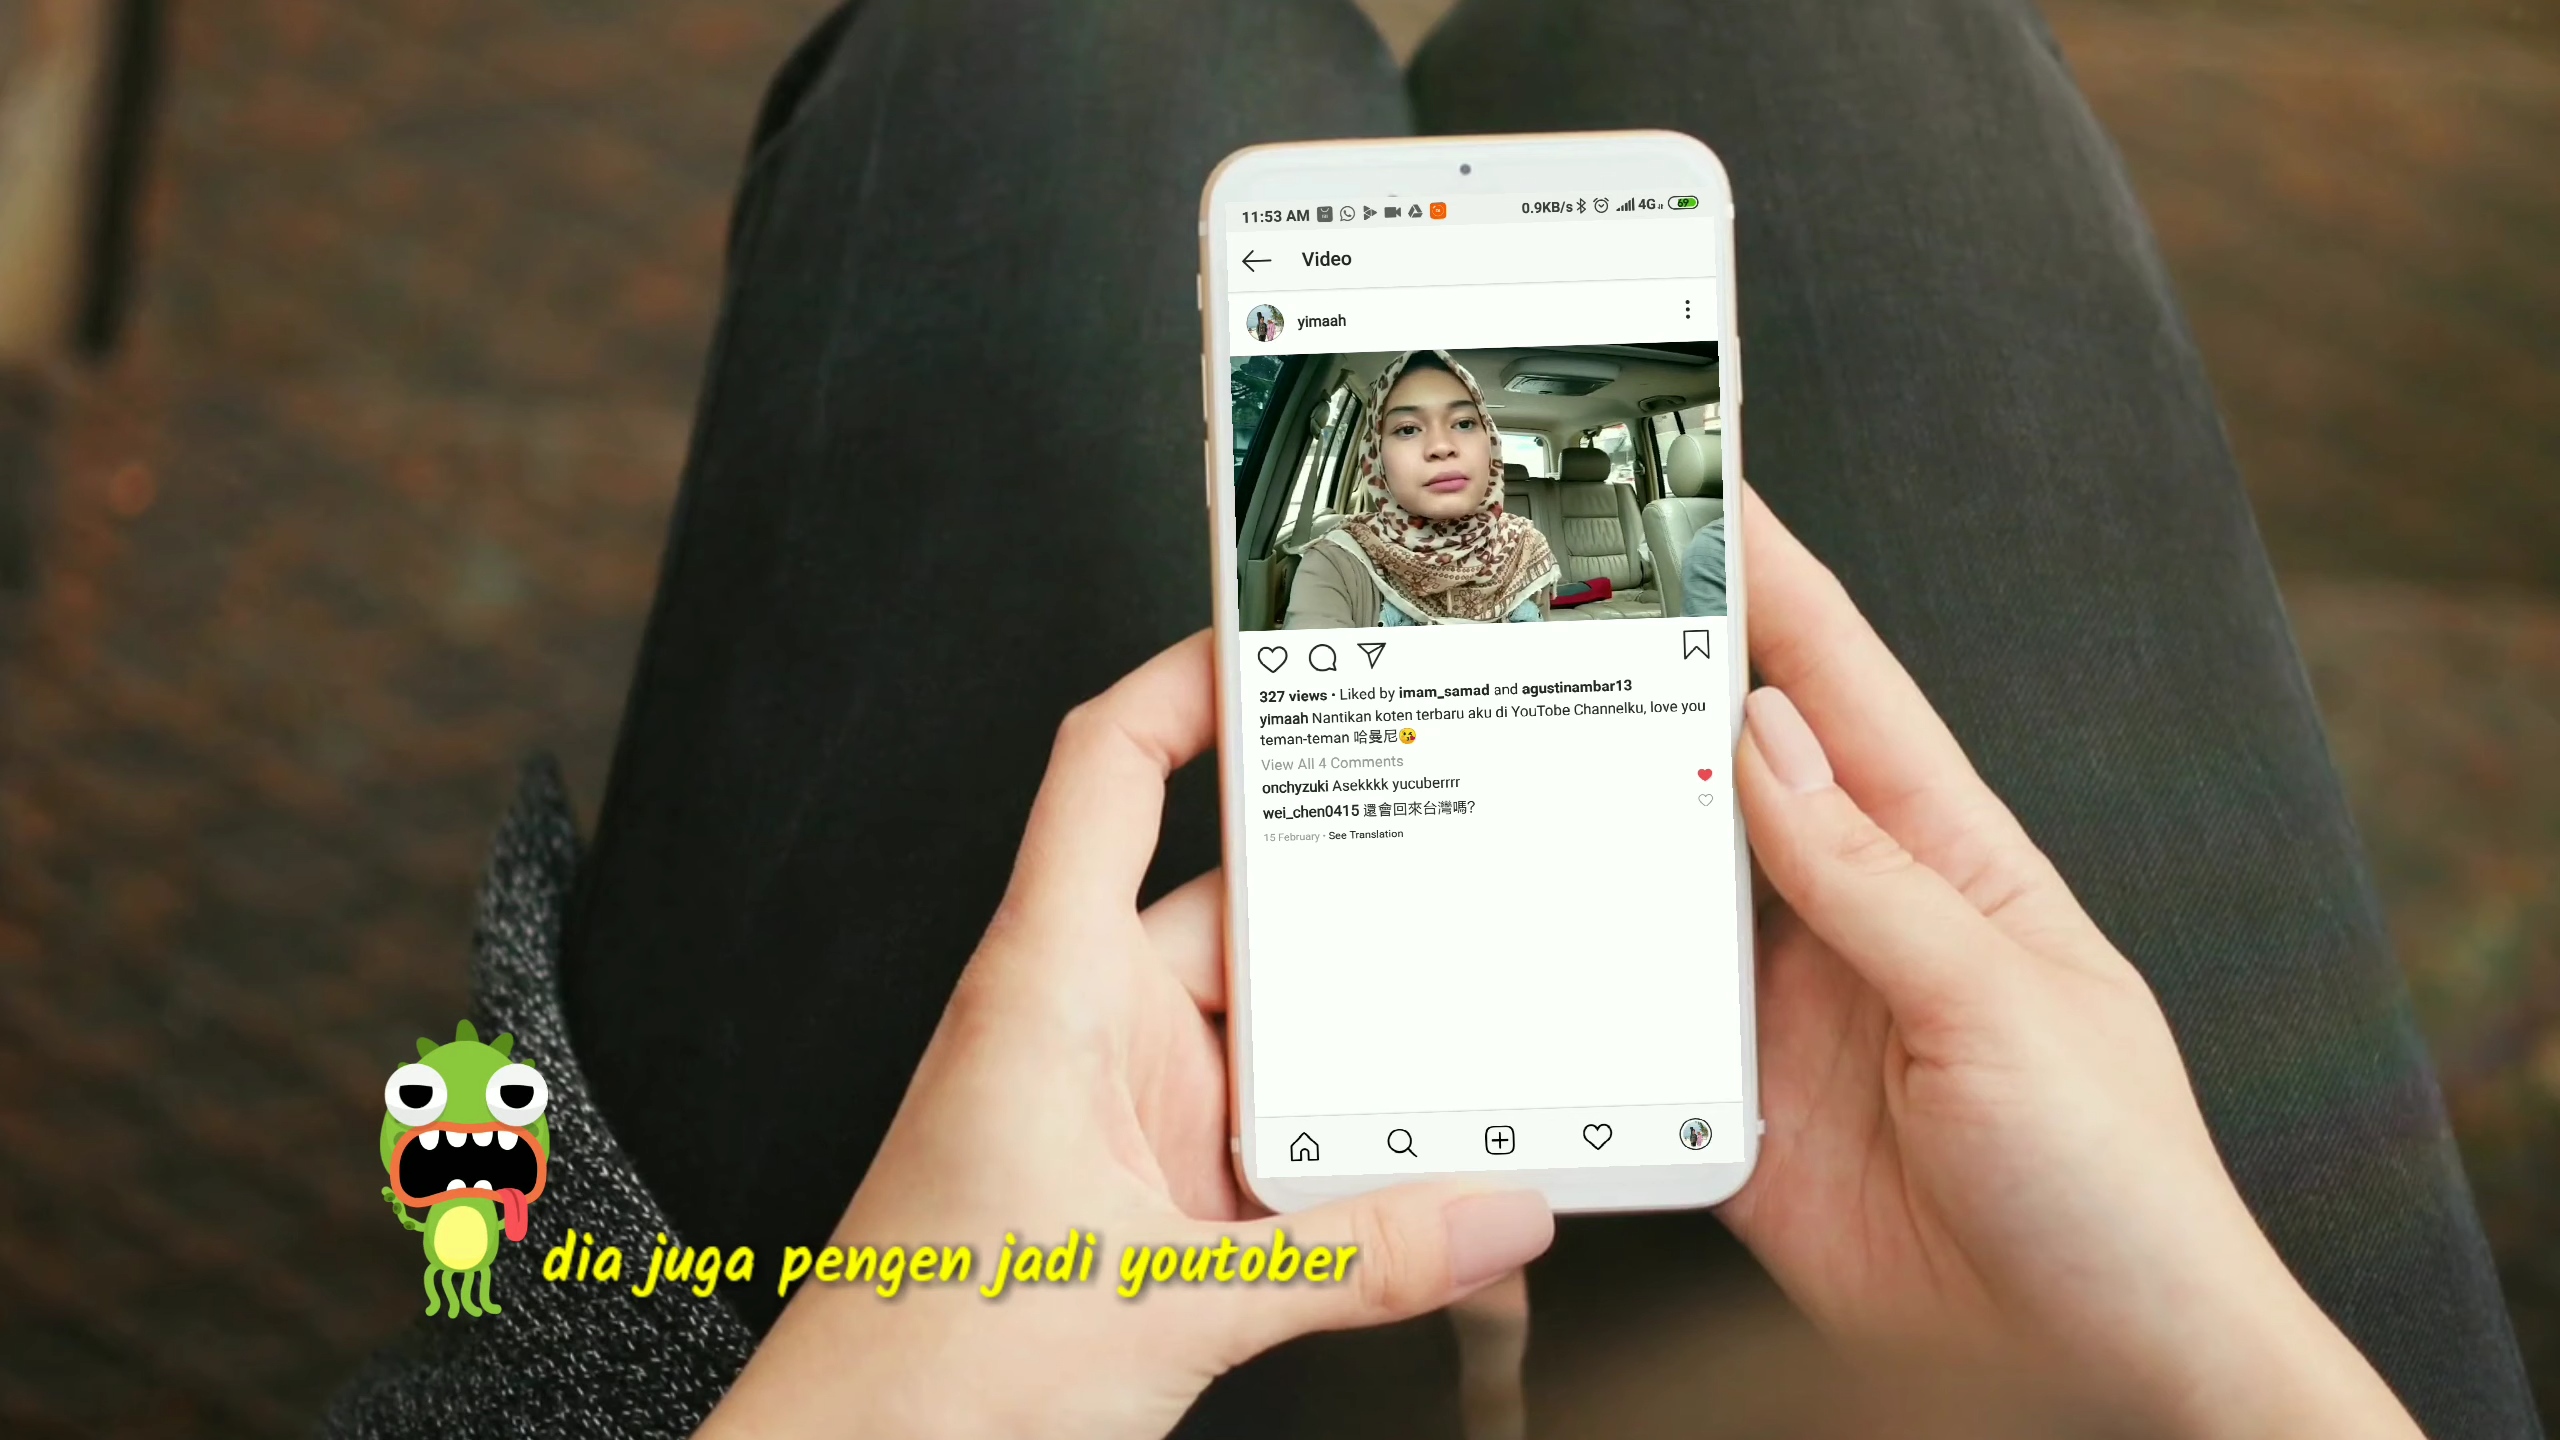 11:53 AM 0.9KB/s 4G 69
Video
yimaah
327 views • Liked by imam_samad and agustinambar13
yimaah Nantikan koten terbaru aku di YouTobe Channelku, love you
teman-teman 哈曼尼😘
View All 4 Comments
onchyzuki Asekkkk yucuberrrr
wei_chen0415 還會回來台灣嗎?
15 February • See Translation
dia juga pengen jadi youtober